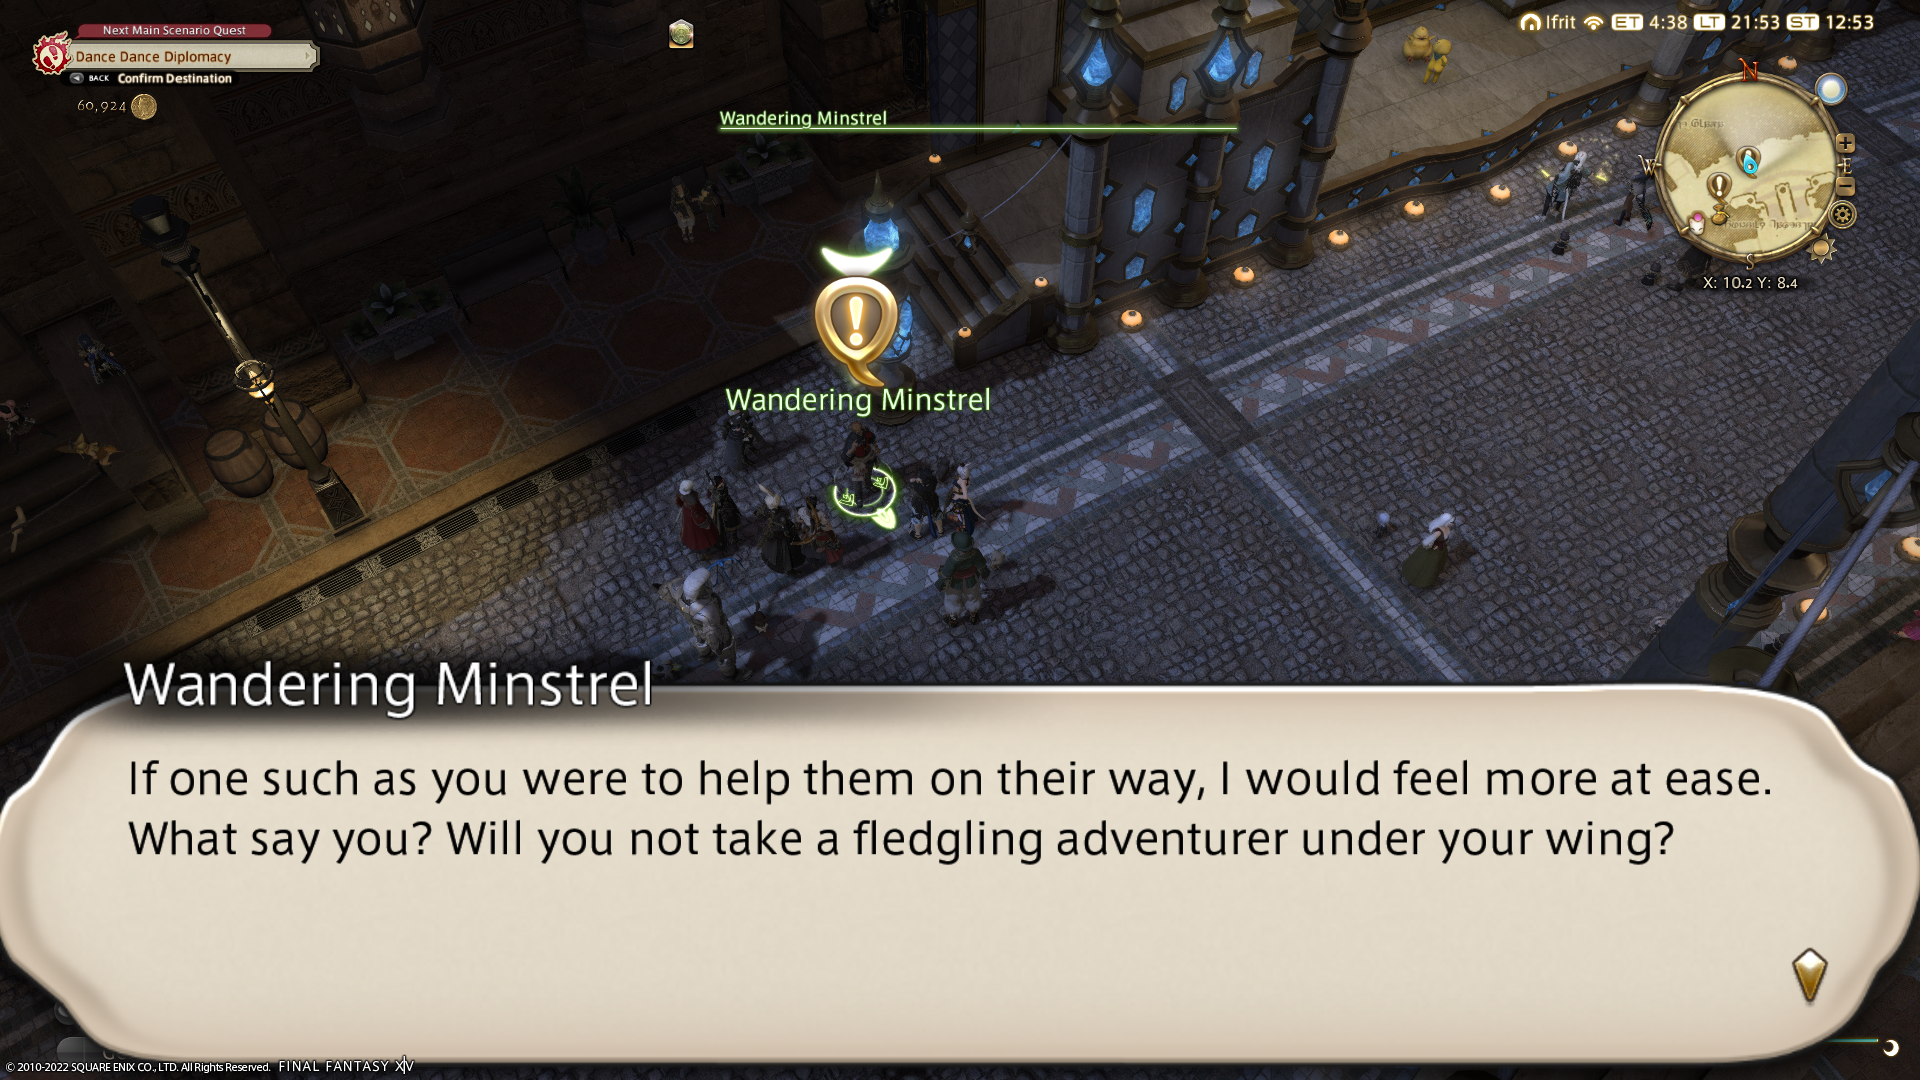 Next Main Scenario Quest
Dance Dance Diplomacy
BACK Confirm Destination
60,924
Ifrit ET 4:38 LT 21:53 ST 12:53
N
W
E
S
X: 10.2 Y: 8.4
Wandering Minstrel
Wandering Minstrel
Wandering Minstrel
If one such as you were to help them on their way, I would feel more at ease.
What say you? Will you not take a fledgling adventurer under your wing?
© 2010-2022 SQUARE ENIX CO., LTD. All Rights Reserved. FINAL FANTASY XIV